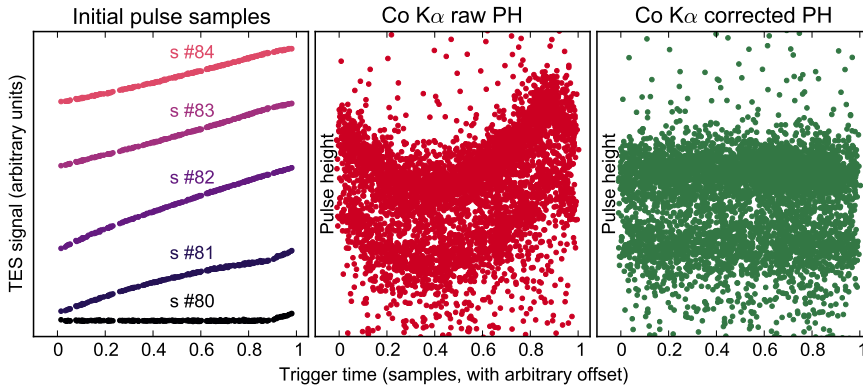 Initial pulse samples
Co Kα raw PH
Co Kα corrected PH
TES signal (arbitrary units)
s #84
s #83
s #82
s #81
s #80
Pulse height
Pulse height
0 0.2 0.4 0.6 0.8 1
0 0.2 0.4 0.6 0.8 1
0 0.2 0.4 0.6 0.8 1
Trigger time (samples, with arbitrary offset)